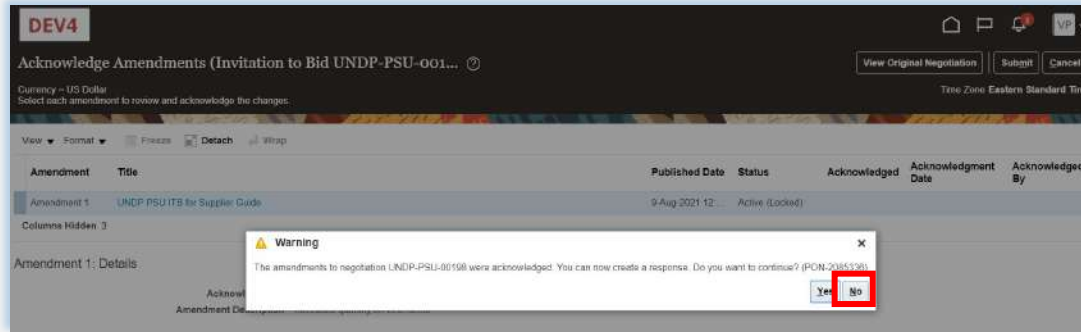 DEV4
VP
Acknowledge Amendments (Invitation to Bid UNDP-PSU-001...
View Original Negotiation Submit Cancel
Currency = US Dollar
Time Zone Eastern Standard Tim
Select each amendment to review and acknowledge the changes.
View Format Freeze Detach Wrap
Amendment Title Published Date Status Acknowledged Acknowledgment Date Acknowledged By
Amendment 1 UNDP PSU ITB for Supplier Guide 9-Aug-2021 12 ... Active (Locked)
Columns Hidden 3
Warning
Amendment 1: Details
The amendments to negotiation UNDP-PSU-00198 were acknowledged. You can now create a response. Do you want to continue? (PON-2085336)
Yes No
Acknowl
Amendment De